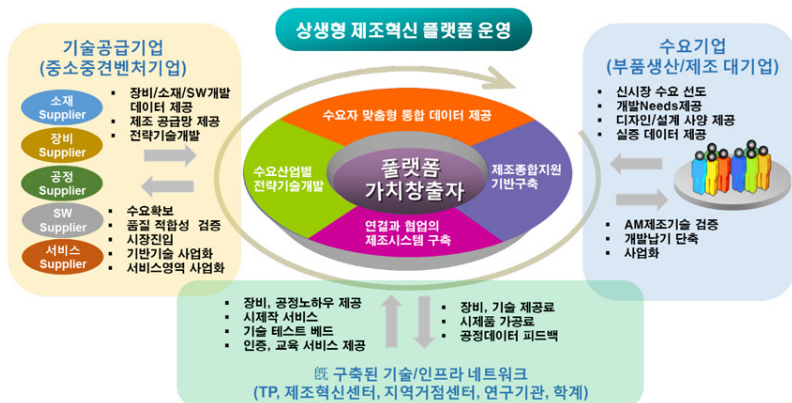 상생형 제조혁신 플랫폼 운영
기술공급기업
(중소중견벤처기업)
소재
Supplier
장비
Supplier
공정
Supplier
SW
Supplier
서비스
Supplier
▪ 장비/소재/SW개발
데이터 제공
▪ 제조 공급망 제공
▪ 전략기술개발
▪ 수요확보
▪ 품질 적합성 검증
▪ 시장진입
▪ 기반기술 사업화
▪ 서비스영역 사업화
수요자 맞춤형 통합 데이터 제공
수요산업별
전략기술개발
플랫폼
가치창출자
제조종합지원
기반구축
연결과 협업의
제조시스템 구축
수요기업
(부품생산/제조 대기업)
▪ 신시장 수요 선도
▪ 개발Needs제공
▪ 디자인/설계 사양 제공
▪ 실증 데이터 제공
▪ AM제조기술 검증
▪ 개발납기 단축
▪ 사업화
▪ 장비, 공정노하우 제공
▪ 시제작 서비스
▪ 기술 테스트 베드
▪ 인증, 교육 서비스 제공
▪ 장비, 기술 제공료
▪ 시제품 가공료
▪ 공정데이터 피드백
旣 구축된 기술/인프라 네트워크
(TP, 제조혁신센터, 지역거점센터, 연구기관, 학계)